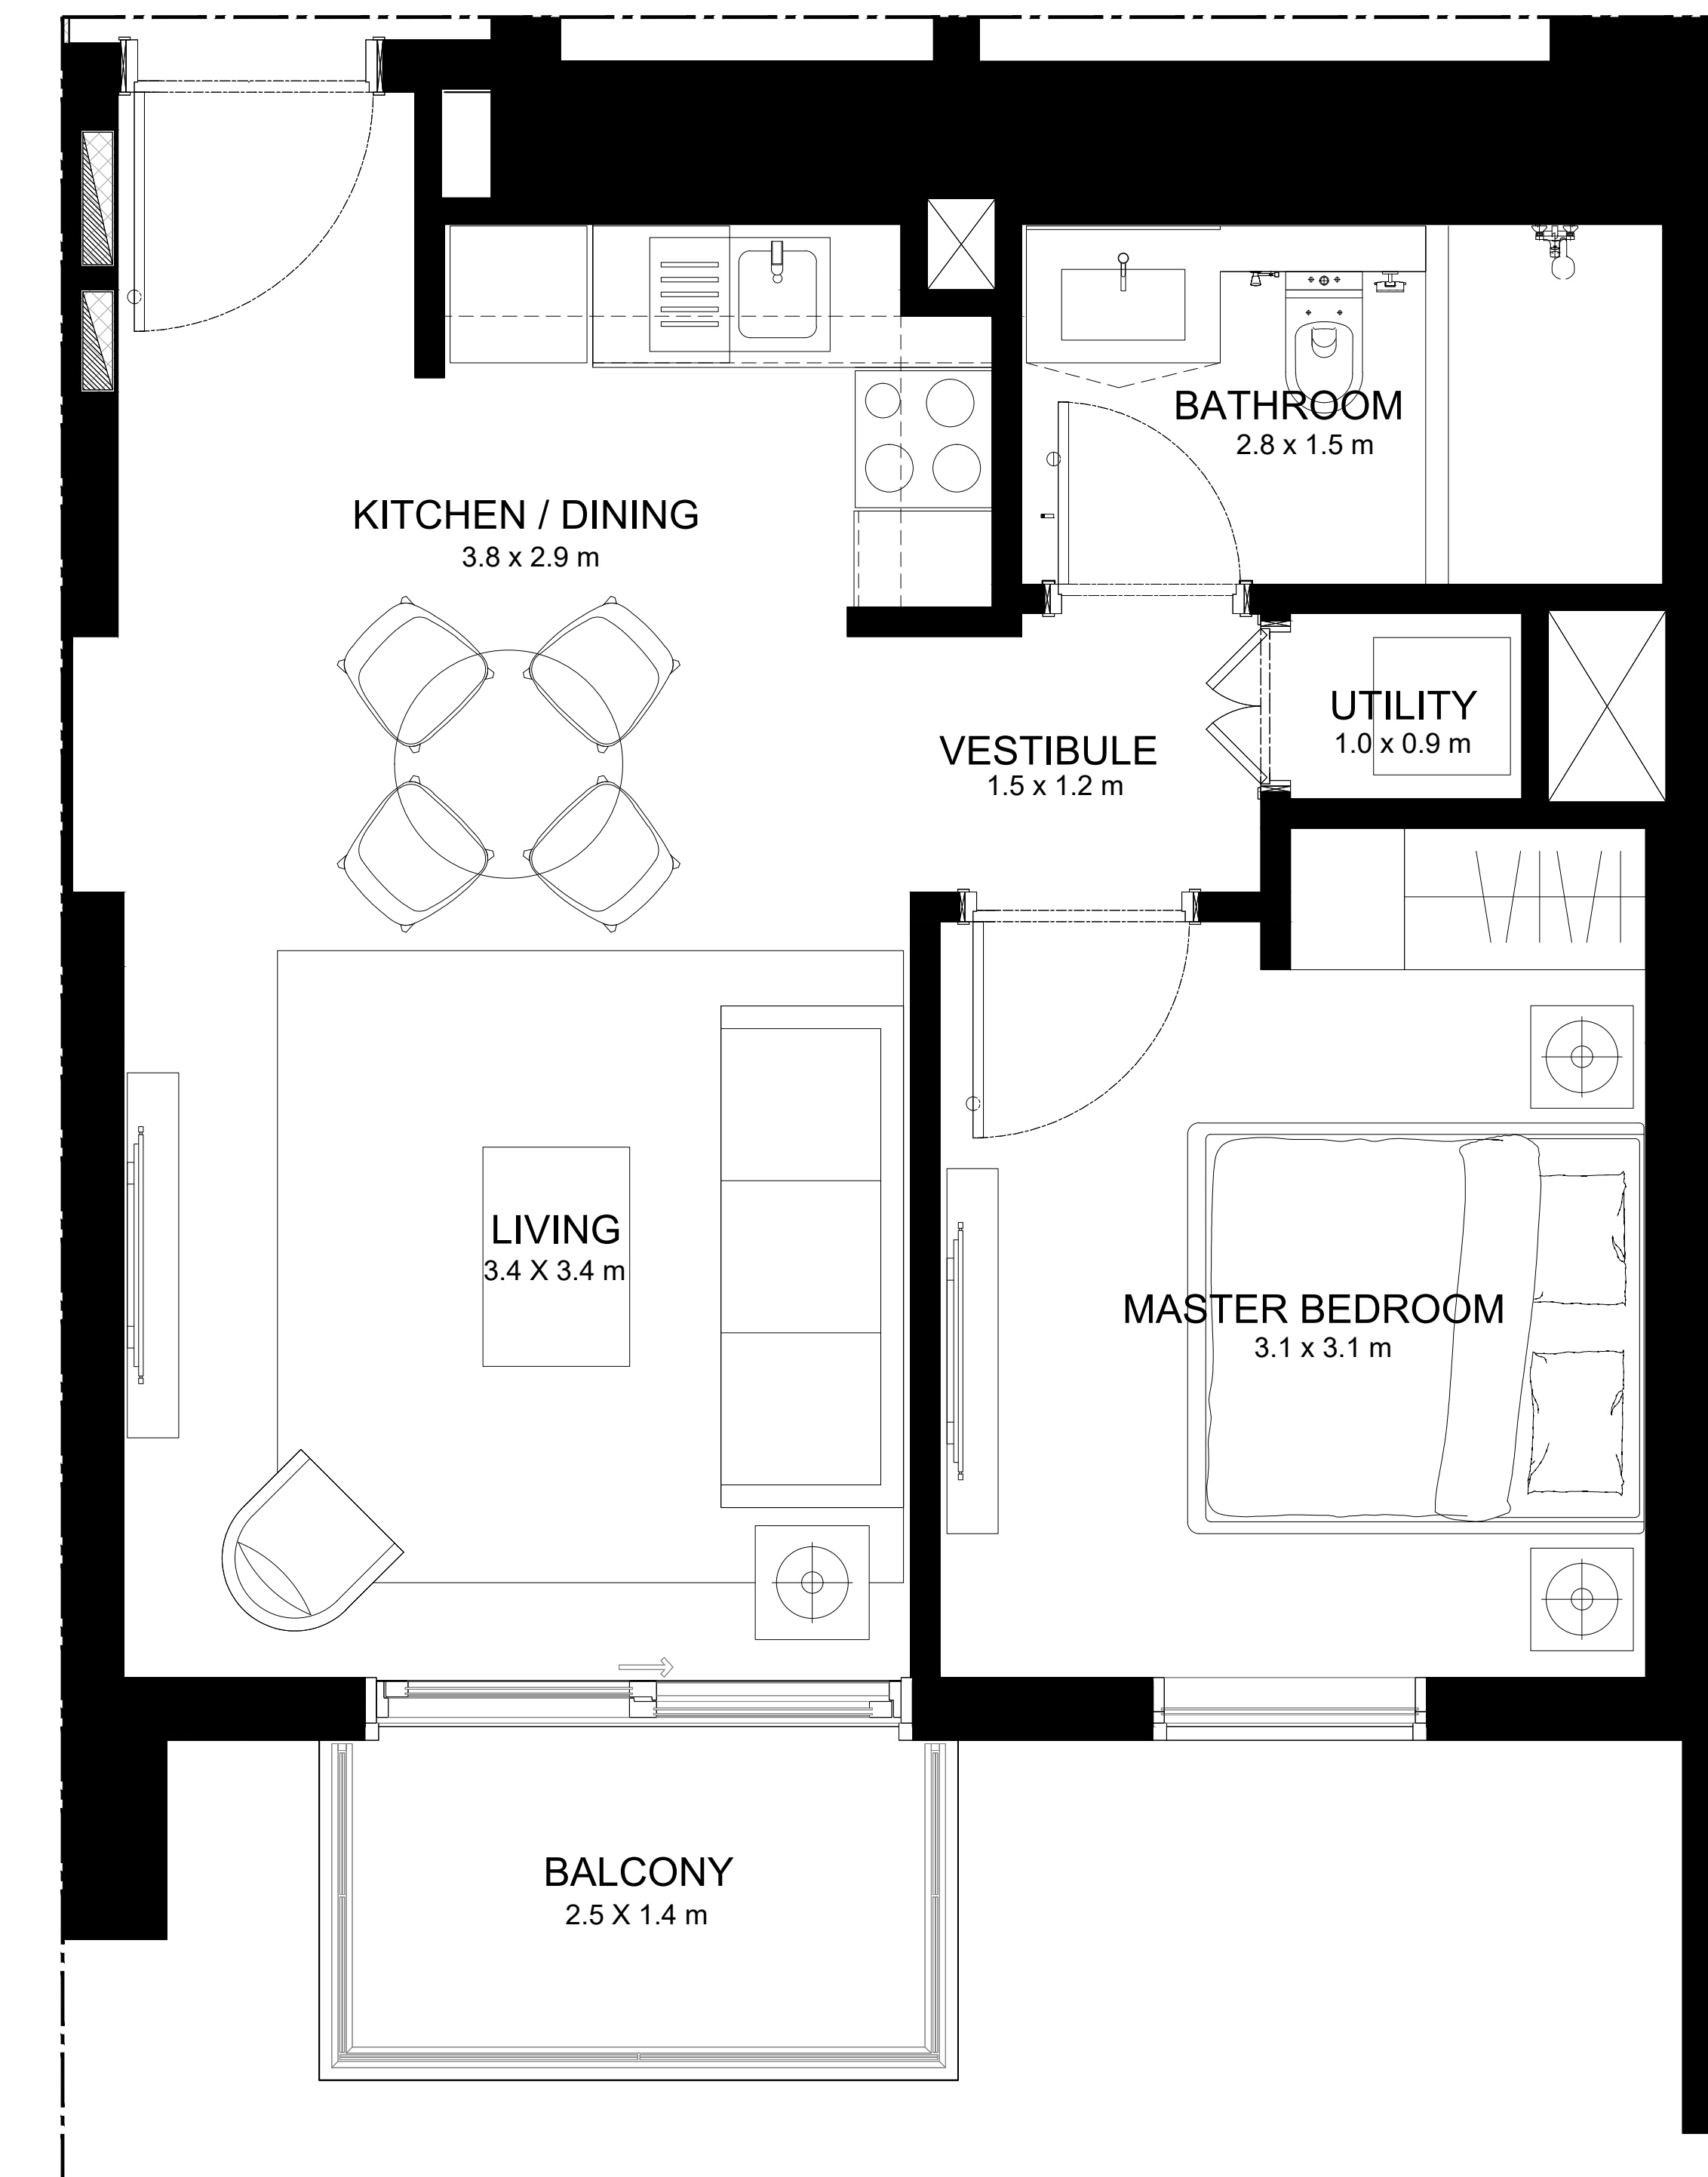 BATHROOM
2.8 x 1.5 m
KITCHEN / DINING
3.8 x 2.9 m
UTILITY
1.0 x 0.9 m
VESTIBULE
1.5 x 1.2 m
LIVING
3.4 X 3.4 m
MASTER BEDROOM
3.1 x 3.1 m
BALCONY
2.5 X 1.4 m